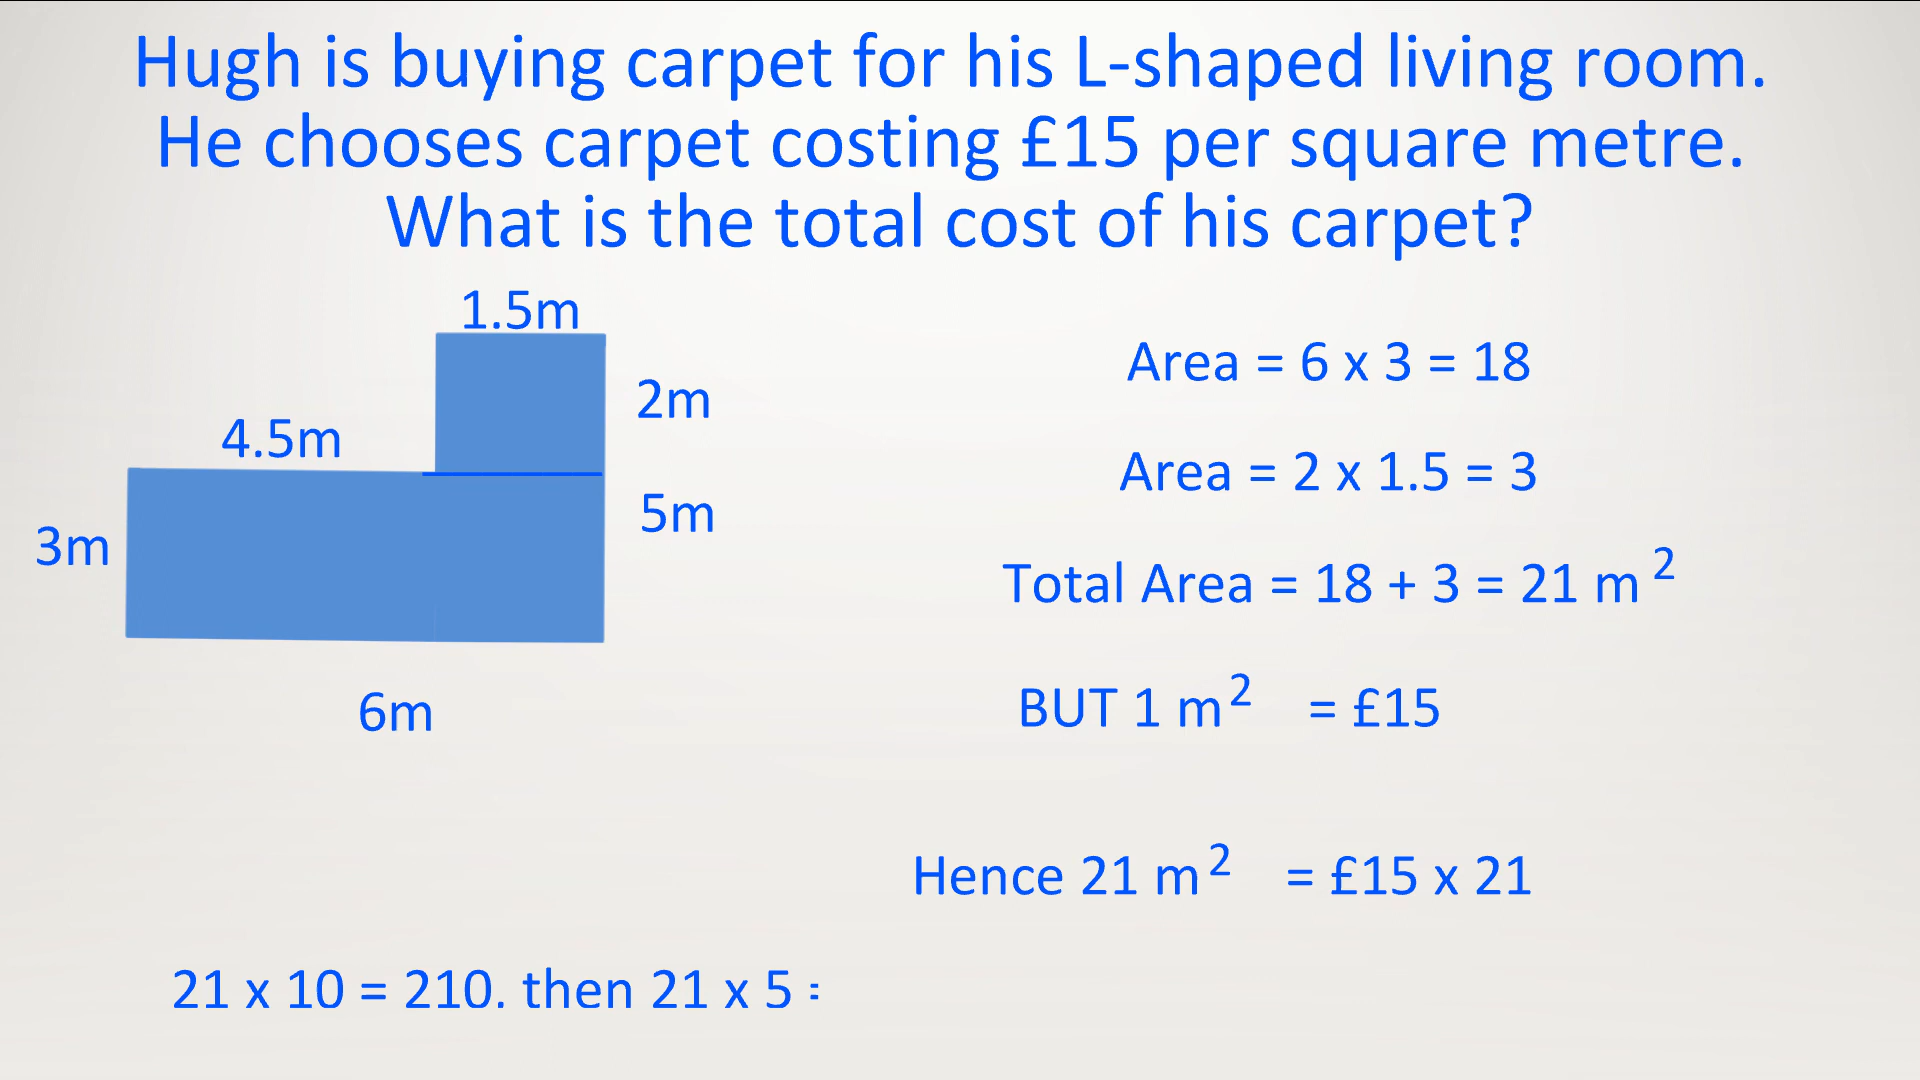 Hugh is buying carpet for his L-shaped living room.
He chooses carpet costing £15 per square metre.
What is the total cost of his carpet?
1.5m
2m
4.5m
5m
3m
6m
Area = 6 x 3 = 18
Area = 2 x 1.5 = 3
Total Area = 18 + 3 = 21 m²
BUT 1 m² = £15
Hence 21 m² = £15 x 21
21 x 10 = 210. then 21 x 5 =